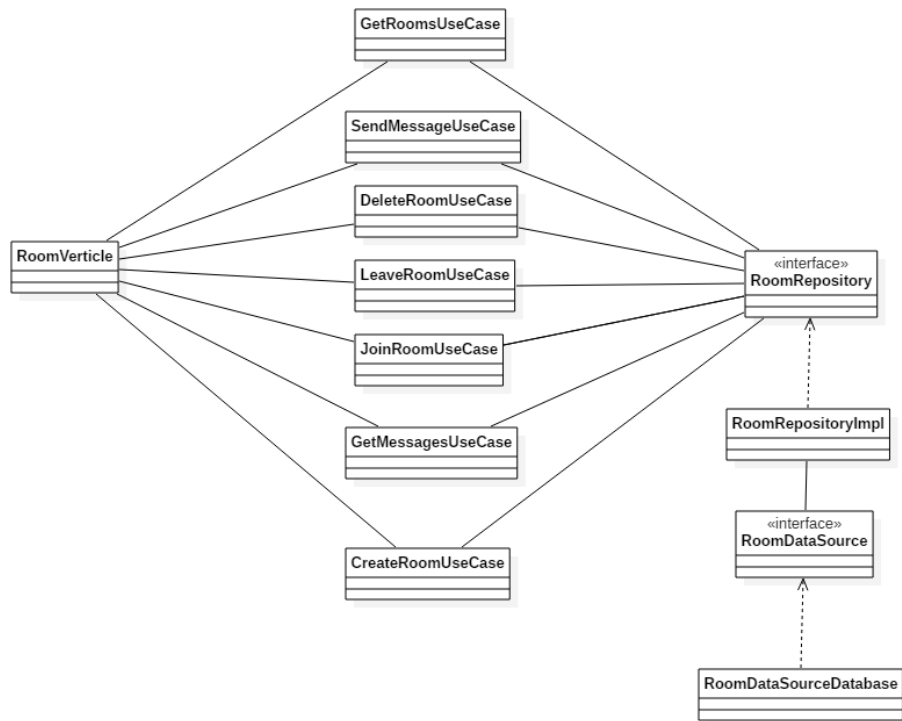 GetRoomsUseCase
SendMessageUseCase
DeleteRoomUseCase
RoomVerticle
LeaveRoomUseCase
«interface»
RoomRepository
JoinRoomUseCase
GetMessagesUseCase
RoomRepositoryImpl
«interface»
RoomDataSource
CreateRoomUseCase
RoomDataSourceDatabase